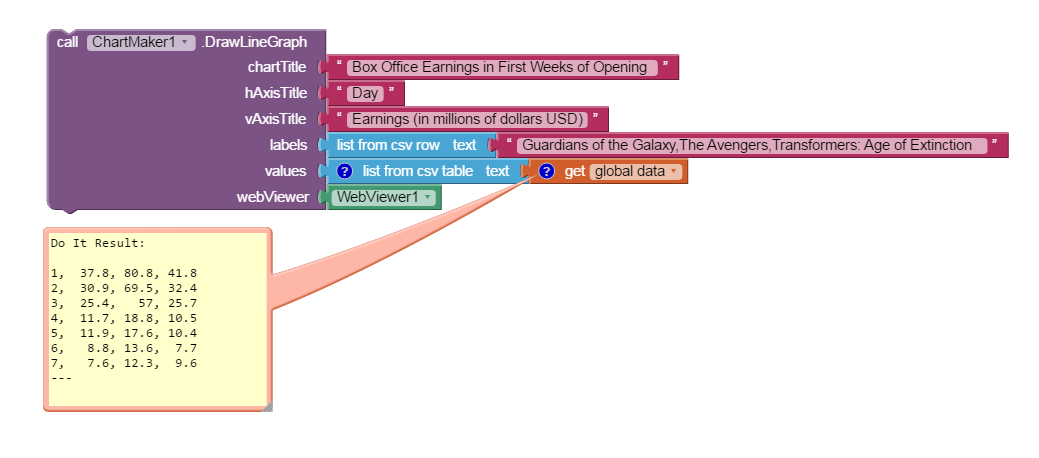 call ChartMaker1 .DrawLineGraph
chartTitle " Box Office Earnings in First Weeks of Opening "
hAxisTitle " Day "
vAxisTitle " Earnings (in millions of dollars USD) "
labels list from csv row text " Guardians of the Galaxy,The Avengers,Transformers: Age of Extinction "
values ? list from csv table text ? get global data
webViewer WebViewer1
Do It Result:
1, 37.8, 80.8, 41.8
2, 30.9, 69.5, 32.4
3, 25.4, 57, 25.7
4, 11.7, 18.8, 10.5
5, 11.9, 17.6, 10.4
6, 8.8, 13.6, 7.7
7, 7.6, 12.3, 9.6
---